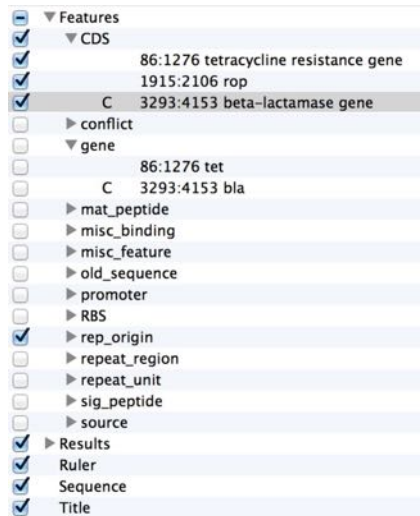 Features
CDS
86:1276 tetracycline resistance gene
1915:2106 rop
C 3293:4153 beta-lactamase gene
conflict
gene
86:1276 tet
C 3293:4153 bla
mat_peptide
misc_binding
misc_feature
old_sequence
promoter
RBS
rep_origin
repeat_region
repeat_unit
sig_peptide
source
Results
Ruler
Sequence
Title